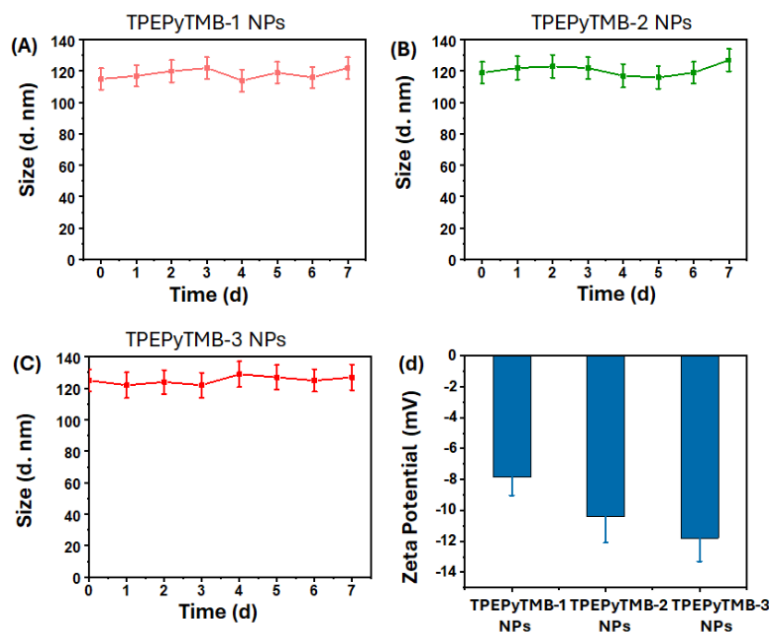 TPEPyTMB-1 NPs
(A)
140
120
100
80
60
40
20
0
Size (d. nm)
0 1 2 3 4 5 6 7
Time (d)
TPEPyTMB-2 NPs
(B)
140
120
100
80
60
40
20
0
Size (d. nm)
0 1 2 3 4 5 6 7
Time (d)
TPEPyTMB-3 NPs
(C)
140
120
100
80
60
40
20
0
Size (d. nm)
0 1 2 3 4 5 6 7
Time (d)
(d)
0
-2
-4
-6
-8
-10
-12
-14
Zeta Potential (mV)
TPEPyTMB-1 TPEPyTMB-2 TPEPyTMB-3
NPs NPs NPs